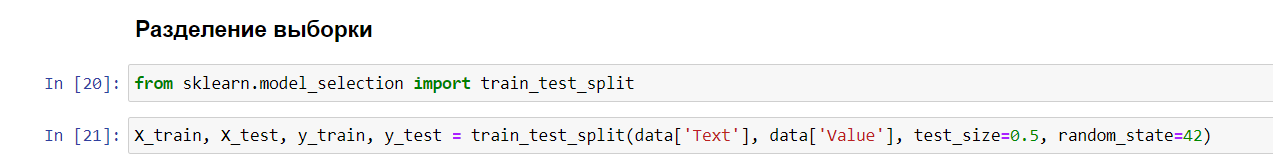 Разделение выборки
In [20]: from sklearn.model_selection import train_test_split
In [21]: X_train, X_test, y_train, y_test = train_test_split(data['Text'], data['Value'], test_size=0.5, random_state=42)